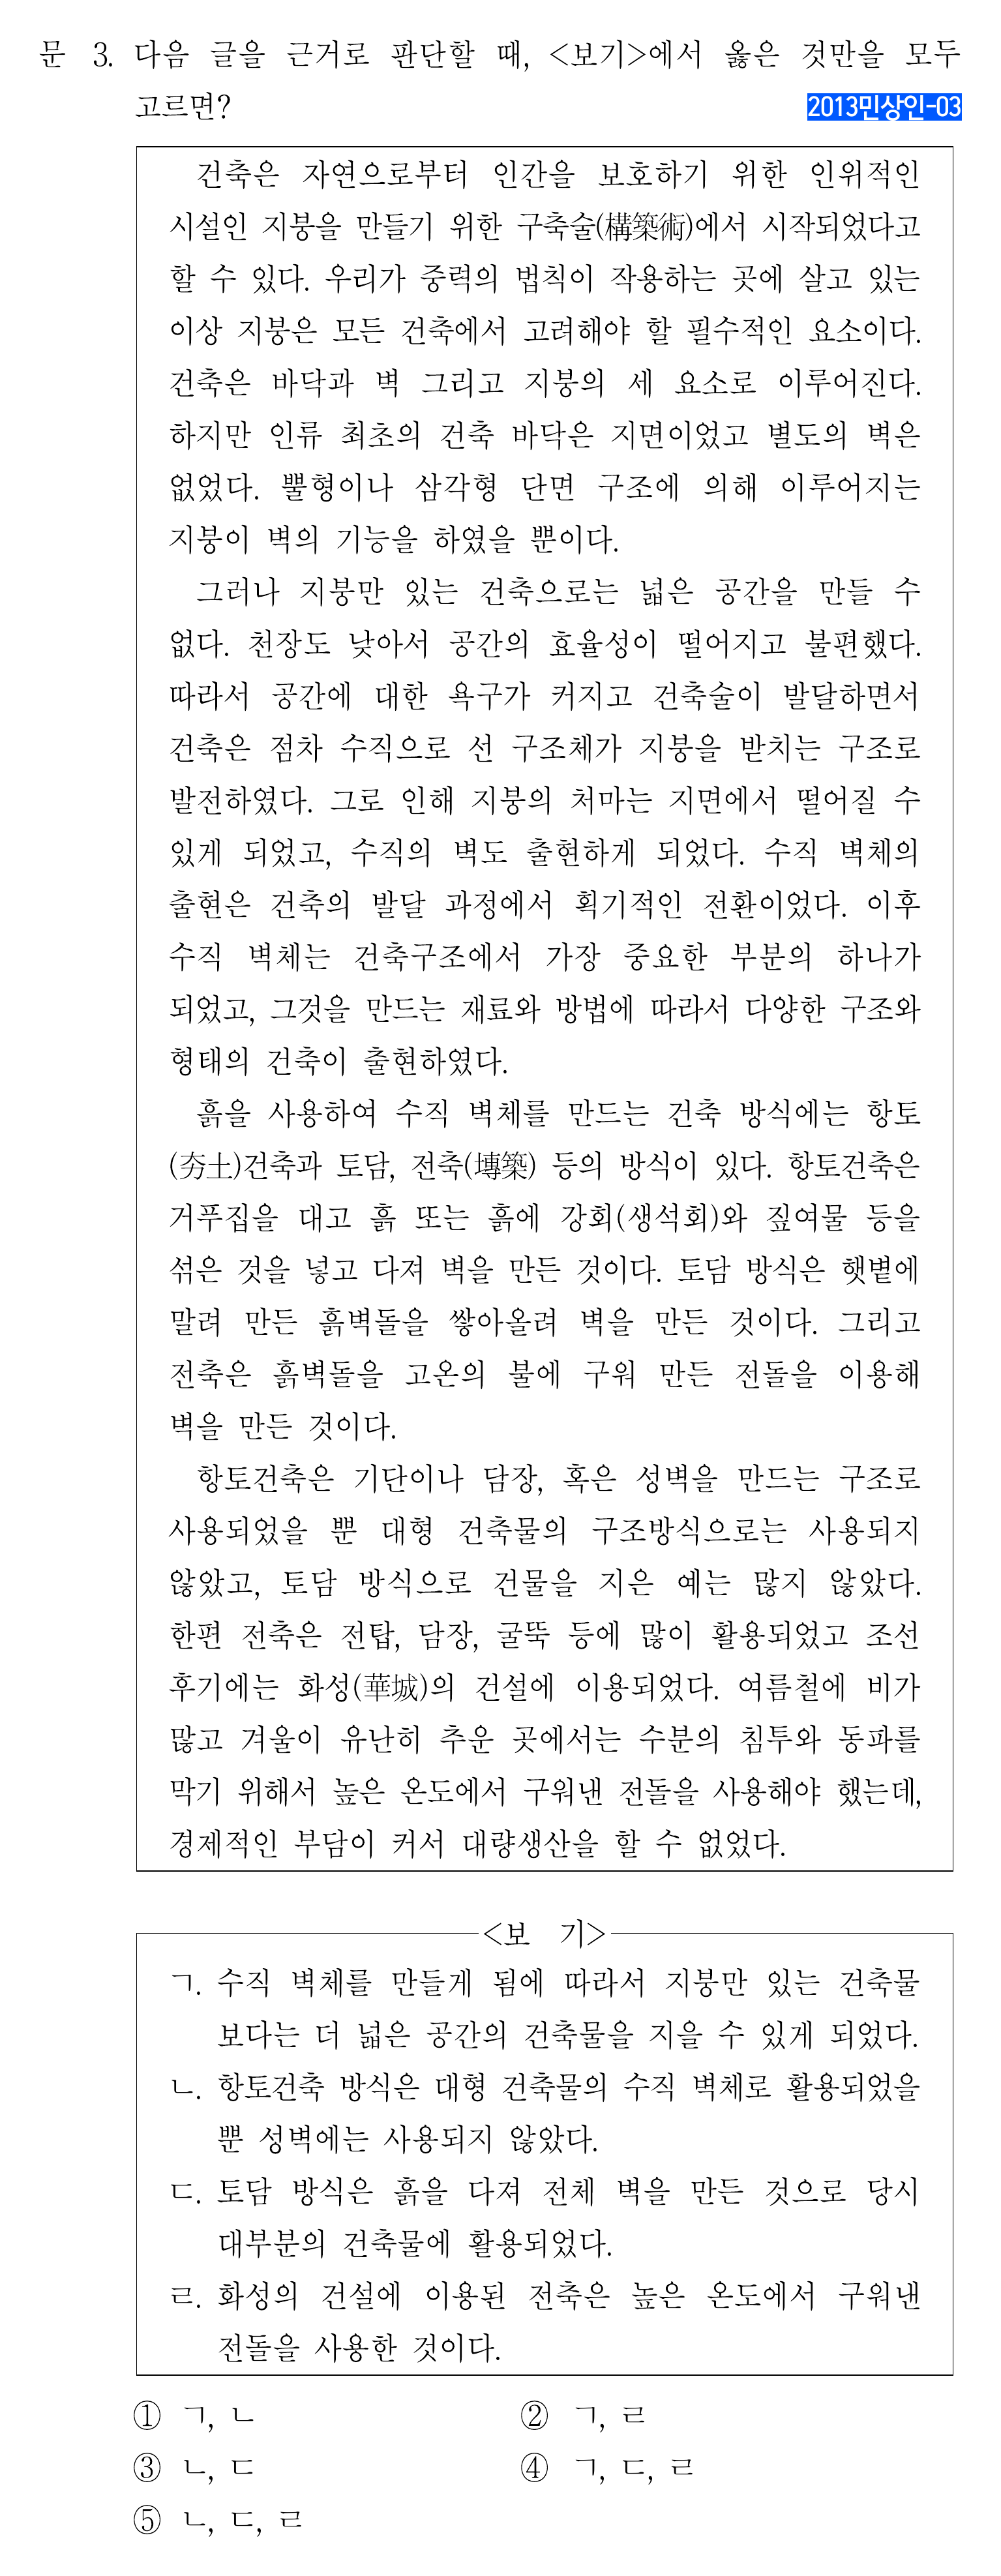 문 3. 다음 글을 근거로 판단할 때, <보기>에서 옳은 것만을 모두
고르면?
2013민상인-03
건축은 자연으로부터 인간을 보호하기 위한 인위적인
시설인 지붕을 만들기 위한 구축술(構築術)에서 시작되었다고
할 수 있다. 우리가 중력의 법칙이 작용하는 곳에 살고 있는
이상 지붕은 모든 건축에서 고려해야 할 필수적인 요소이다.
건축은 바닥과 벽 그리고 지붕의 세 요소로 이루어진다.
하지만 인류 최초의 건축 바닥은 지면이었고 별도의 벽은
없었다. 뿔형이나 삼각형 단면 구조에 의해 이루어지는
지붕이 벽의 기능을 하였을 뿐이다.
그러나 지붕만 있는 건축으로는 넓은 공간을 만들 수
없다. 천장도 낮아서 공간의 효율성이 떨어지고 불편했다.
따라서 공간에 대한 욕구가 커지고 건축술이 발달하면서
건축은 점차 수직으로 선 구조체가 지붕을 받치는 구조로
발전하였다. 그로 인해 지붕의 처마는 지면에서 떨어질 수
있게 되었고, 수직의 벽도 출현하게 되었다. 수직 벽체의
출현은 건축의 발달 과정에서 획기적인 전환이었다. 이후
수직 벽체는 건축구조에서 가장 중요한 부분의 하나가
되었고, 그것을 만드는 재료와 방법에 따라서 다양한 구조와
형태의 건축이 출현하였다.
흙을 사용하여 수직 벽체를 만드는 건축 방식에는 항토
(夯土)건축과 토담, 전축(塼築) 등의 방식이 있다. 항토건축은
거푸집을 대고 흙 또는 흙에 강회(생석회)와 짚여물 등을
섞은 것을 넣고 다져 벽을 만든 것이다. 토담 방식은 햇볕에
말려 만든 흙벽돌을 쌓아올려 벽을 만든 것이다. 그리고
전축은 흙벽돌을 고온의 불에 구워 만든 전돌을 이용해
벽을 만든 것이다.
항토건축은 기단이나 담장, 혹은 성벽을 만드는 구조로
사용되었을 뿐 대형 건축물의 구조방식으로는 사용되지
않았고, 토담 방식으로 건물을 지은 예는 많지 않았다.
한편 전축은 전탑, 담장, 굴뚝 등에 많이 활용되었고 조선
후기에는 화성(華城)의 건설에 이용되었다. 여름철에 비가
많고 겨울이 유난히 추운 곳에서는 수분의 침투와 동파를
막기 위해서 높은 온도에서 구워낸 전돌을 사용해야 했는데,
경제적인 부담이 커서 대량생산을 할 수 없었다.
<보 기>
ㄱ. 수직 벽체를 만들게 됨에 따라서 지붕만 있는 건축물
보다는 더 넓은 공간의 건축물을 지을 수 있게 되었다.
ㄴ. 항토건축 방식은 대형 건축물의 수직 벽체로 활용되었을
뿐 성벽에는 사용되지 않았다.
ㄷ. 토담 방식은 흙을 다져 전체 벽을 만든 것으로 당시
대부분의 건축물에 활용되었다.
ㄹ. 화성의 건설에 이용된 전축은 높은 온도에서 구워낸
전돌을 사용한 것이다.
① ㄱ, ㄴ ② ㄱ, ㄹ
③ ㄴ, ㄷ ④ ㄱ, ㄷ, ㄹ
⑤ ㄴ, ㄷ, ㄹ